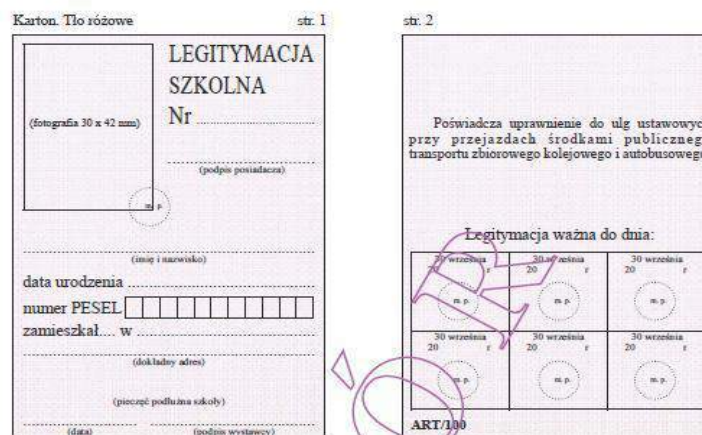 Karton. Tło różowe str. 1
LEGITYMACJA
SZKOLNA
Nr
(fotografia 30 x 42 mm)
(podpis posiadacza)
m. p.
(imię i nazwisko)
data urodzenia
numer PESEL
zamieszkał.... w
(dokładny adres)
(pieczęć podłużna szkoły)
(data) (podpis wystawcy)
str. 2
Poświadcza uprawnienie do ulg ustawowyc
przy przejazdach środkami publiczneg
transportu zbiorowego kolejowego i autobusowego
Legitymacja ważna do dnia:
30 września 30 września 30 września
20 r 20 r 20 r
m. p. m. p. m. p.
30 września 30 września 30 września
20 r 20 r 20 r
m. p. m. p. m. p.
ART/100